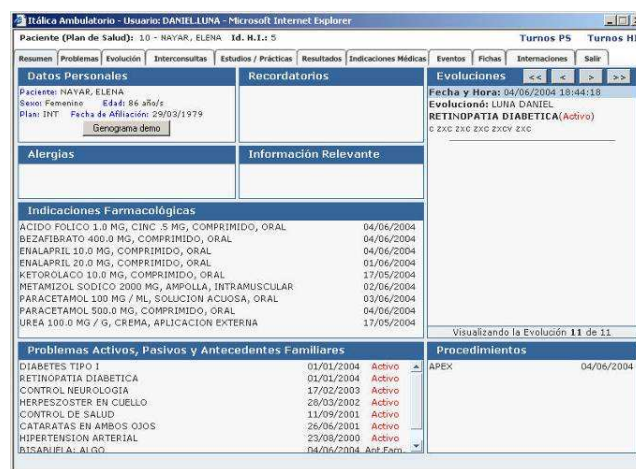 Itálica Ambulatorio - Usuario: DANIEL.LUNA - Microsoft Internet Explorer
Paciente (Plan de Salud): 10 - NAYAR, ELENA Id. H.I.: 5 Turnos PS Turnos HI
Resumen Problemas Evolución Interconsultas Estudios / Prácticas Resultados Indicaciones Médicas Eventos Fichas Internaciones Salir
Datos Personales
Paciente: NAYAR, ELENA
Sexo: Femenino Edad: 86 año/s
Plan: INT Fecha de Afiliación: 29/03/1979
Genograma demo
Recordatorios
Evoluciones << < > >>
Fecha y Hora: 04/06/2004 18:44:18
Evolucionó: LUNA DANIEL
RETINOPATIA DIABETICA(Activo)
c zxc zxc zxc zxcv zxc
Alergias
Información Relevante
Indicaciones Farmacológicas
ACIDO FOLICO 1.0 MG, CINC .5 MG, COMPRIMIDO, ORAL 04/06/2004
BEZAFIBRATO 400.0 MG, COMPRIMIDO, ORAL 04/06/2004
ENALAPRIL 10.0 MG, COMPRIMIDO, ORAL 04/06/2004
ENALAPRIL 20.0 MG, COMPRIMIDO, ORAL 01/06/2004
KETOROLACO 10.0 MG, COMPRIMIDO, ORAL 17/05/2004
METAMIZOL SODICO 2000 MG, AMPOLLA, INTRAMUSCULAR 02/06/2004
PARACETAMOL 100 MG / ML, SOLUCION ACUOSA, ORAL 03/06/2004
PARACETAMOL 500.0 MG, COMPRIMIDO, ORAL 04/06/2004
UREA 100.0 MG / G, CREMA, APLICACION EXTERNA 17/05/2004
Visualizando la Evolución 11 de 11
Problemas Activos, Pasivos y Antecedentes Familiares
DIABETES TIPO I 01/01/2004 Activo
RETINOPATIA DIABETICA 01/01/2004 Activo
CONTROL NEUROLOGIA 17/02/2003 Activo
HERPESZOSTER EN CUELLO 28/03/2002 Activo
CONTROL DE SALUD 11/09/2001 Activo
CATARATAS EN AMBOS OJOS 26/06/2001 Activo
HIPERTENSION ARTERIAL 23/08/2000 Activo
BISABUELA: ALGO 04/06/2004 Ant.Fam.
Procedimientos
APEX 04/06/2004